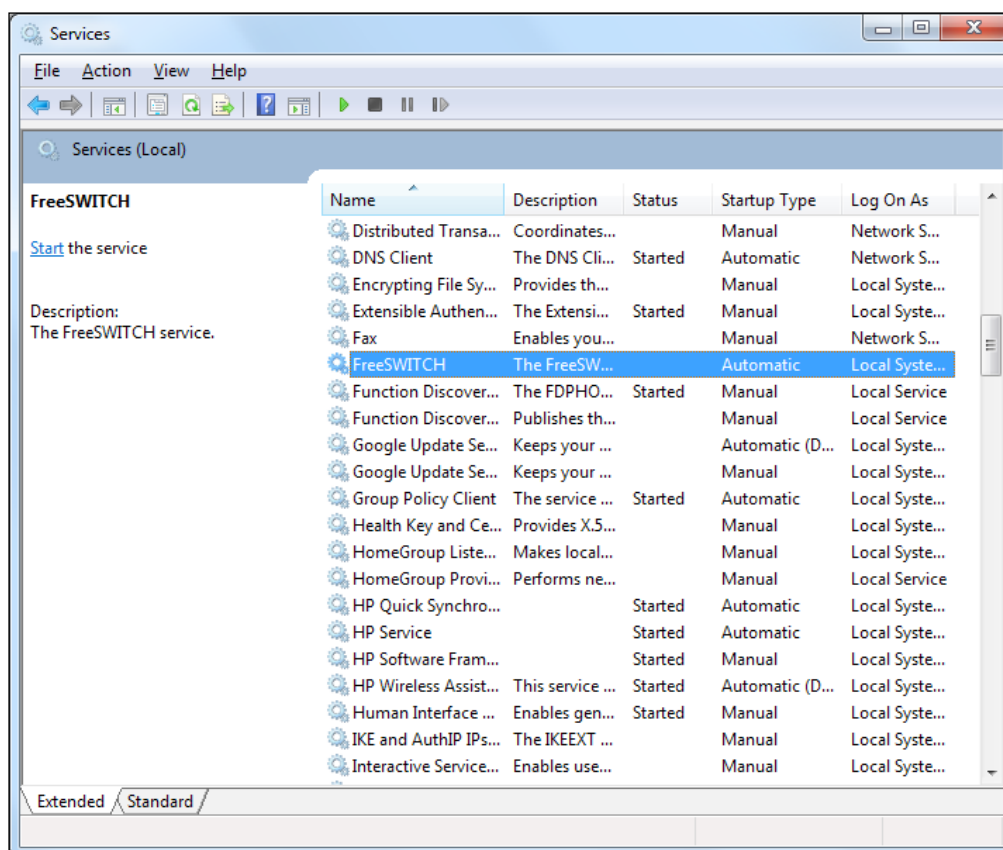 Services
File Action View Help
Services (Local)
FreeSWITCH
Start the service
Description:
The FreeSWITCH service.
Name Description Status Startup Type Log On As
Distributed Transa... Coordinates... Manual Network S...
DNS Client The DNS Cli... Started Automatic Network S...
Encrypting File Sy... Provides th... Manual Local Syste...
Extensible Authen... The Extensi... Started Manual Local Syste...
Fax Enables you... Manual Network S...
FreeSWITCH The FreeSW... Automatic Local Syste...
Function Discover... The FDPHO... Started Manual Local Service
Function Discover... Publishes th... Manual Local Service
Google Update Se... Keeps your ... Automatic (D... Local Syste...
Google Update Se... Keeps your ... Manual Local Syste...
Group Policy Client The service ... Started Automatic Local Syste...
Health Key and Ce... Provides X.5... Manual Local Syste...
HomeGroup Liste... Makes local... Manual Local Syste...
HomeGroup Provi... Performs ne... Manual Local Service
HP Quick Synchro... Started Automatic Local Syste...
HP Service Started Automatic Local Syste...
HP Software Fram... Started Manual Local Syste...
HP Wireless Assist... This service ... Started Automatic (D... Local Syste...
Human Interface ... Enables gen... Started Manual Local Syste...
IKE and AuthIP IPs... The IKEEXT ... Manual Local Syste...
Interactive Service... Enables use... Manual Local Syste...
Extended Standard